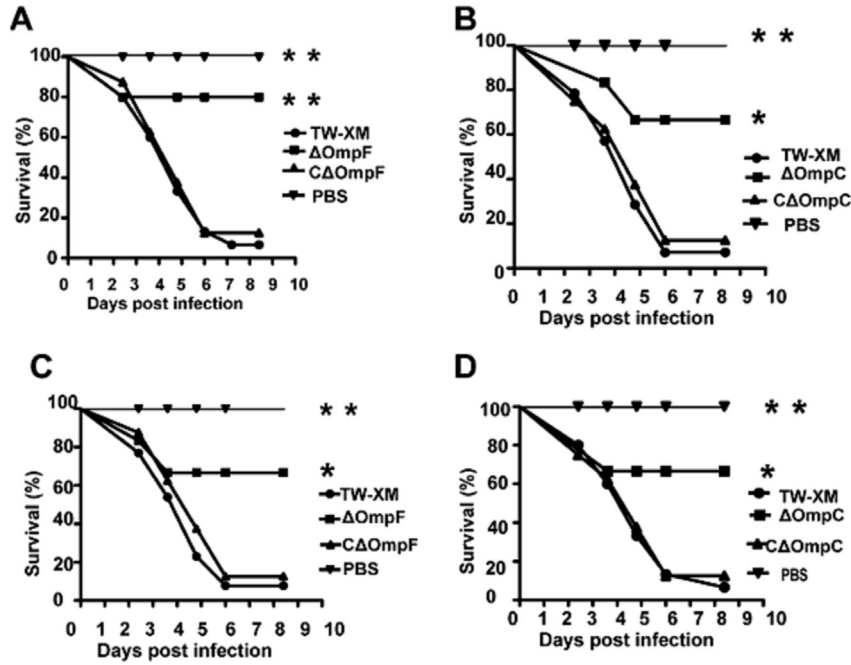 A
100
80
60
40
20
0
Survival (%)
0 1 2 3 4 5 6 7 8 9 10
Days post infection
* *
* *
TW-XM
ΔOmpF
CΔOmpF
PBS
B
100
80
60
40
20
0
Survival (%)
0 1 2 3 4 5 6 7 8 9 10
Days post infection
* *
*
TW-XM
ΔOmpC
CΔOmpC
PBS
C
100
80
60
40
20
0
Survival (%)
0 1 2 3 4 5 6 7 8 9 10
Days post infection
* *
*
TW-XM
ΔOmpF
CΔOmpF
PBS
D
100
80
60
40
20
0
Survival (%)
0 1 2 3 4 5 6 7 8 9 10
Days post infection
* *
*
TW-XM
ΔOmpC
CΔOmpC
PBS